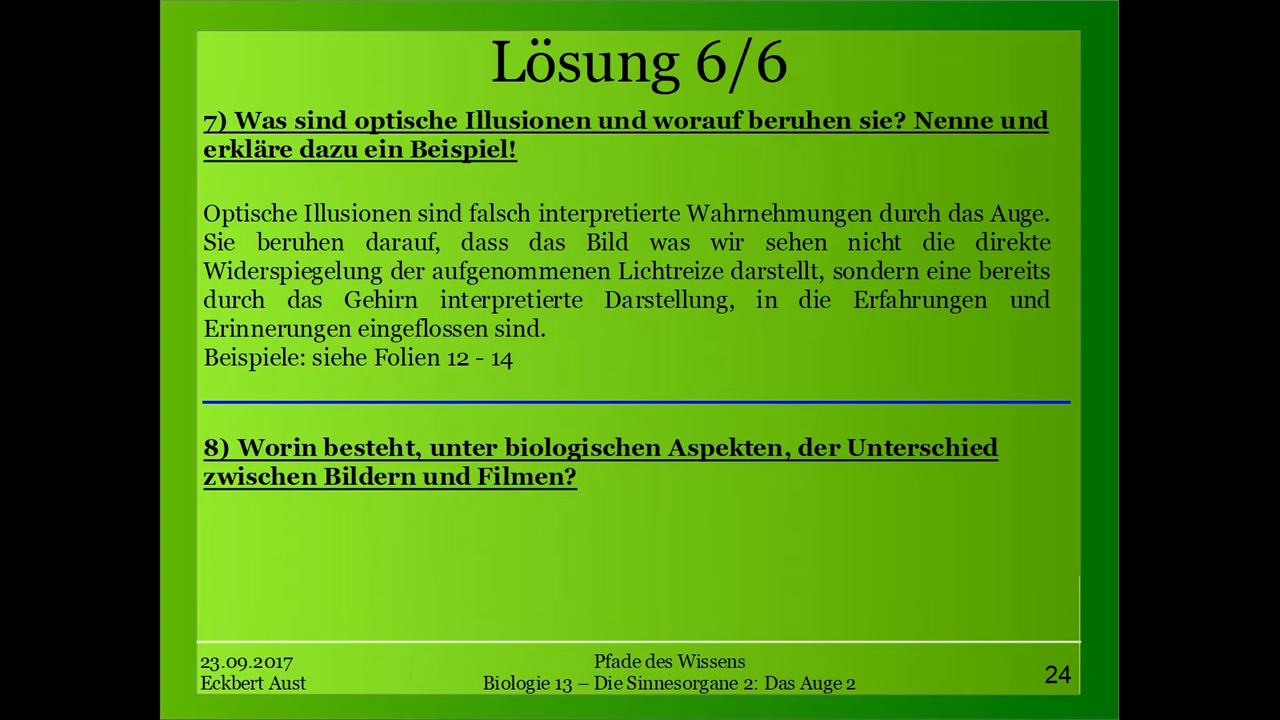 Lösung 6/6
7) Was sind optische Illusionen und worauf beruhen sie? Nenne und
erkläre dazu ein Beispiel!
Optische Illusionen sind falsch interpretierte Wahrnehmungen durch das Auge.
Sie beruhen darauf, dass das Bild was wir sehen nicht die direkte
Widerspiegelung der aufgenommenen Lichtreize darstellt, sondern eine bereits
durch das Gehirn interpretierte Darstellung, in die Erfahrungen und
Erinnerungen eingeflossen sind.
Beispiele: siehe Folien 12 - 14
8) Worin besteht, unter biologischen Aspekten, der Unterschied
zwischen Bildern und Filmen?
23.09.2017
Eckbert Aust
Pfade des Wissens
Biologie 13 – Die Sinnesorgane 2: Das Auge 2
24